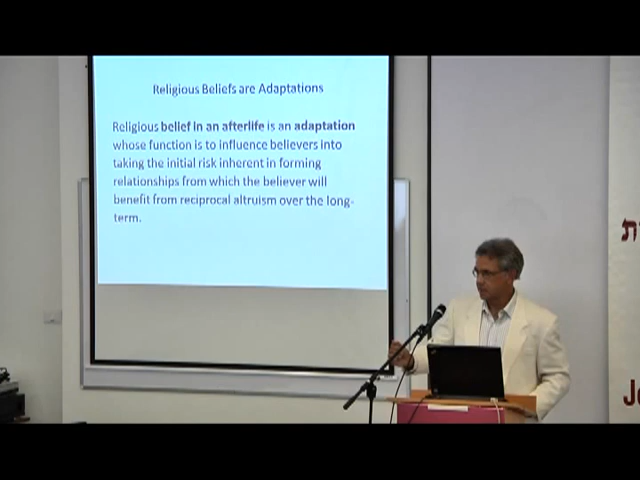 Religious Beliefs are Adaptations
Religious belief in an afterlife is an adaptation
whose function is to influence believers into
taking the initial risk inherent in forming
relationships from which the believer will
benefit from reciprocal altruism over the long-
term.